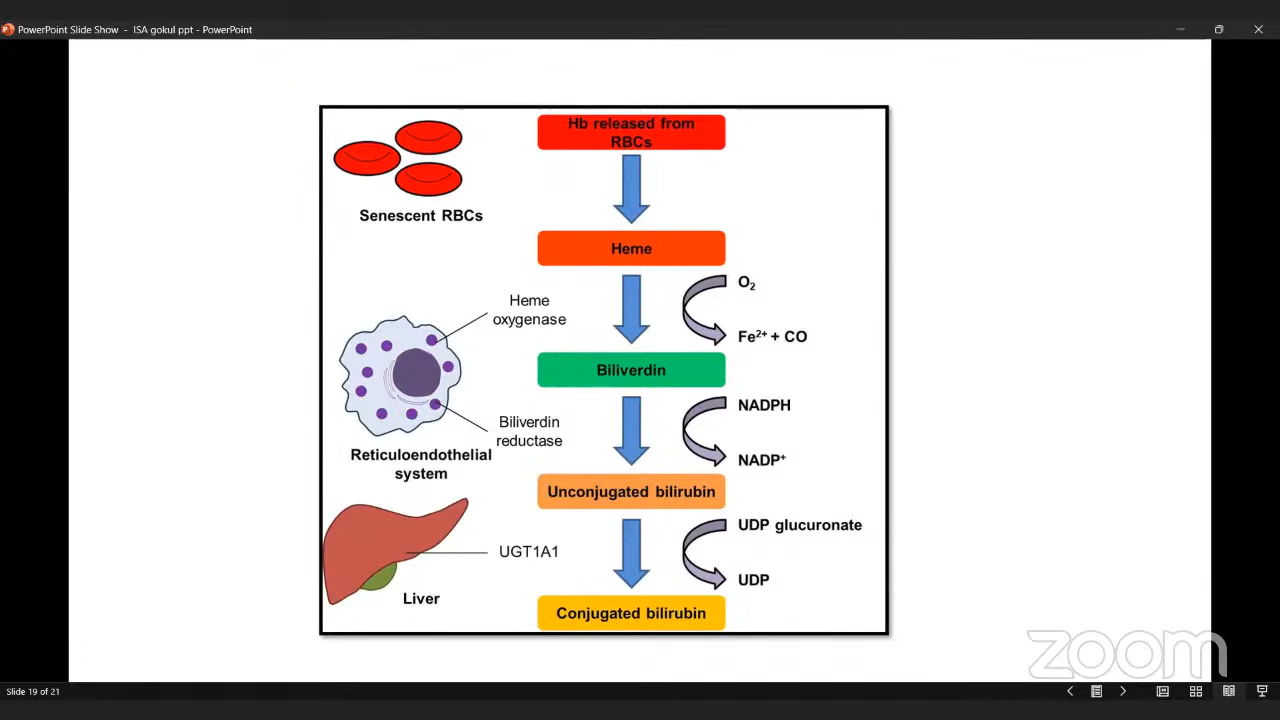 PowerPoint Slide Show - ISA gokul ppt - PowerPoint
Hb released from
RBCs
Senescent RBCs
Heme
O₂
Heme
oxygenase
Fe²⁺ + CO
Biliverdin
NADPH
Biliverdin
reductase
Reticuloendothelial
system
NADP⁺
Unconjugated bilirubin
UDP glucuronate
UGT1A1
UDP
Liver
Conjugated bilirubin
zoom
Slide 19 of 21